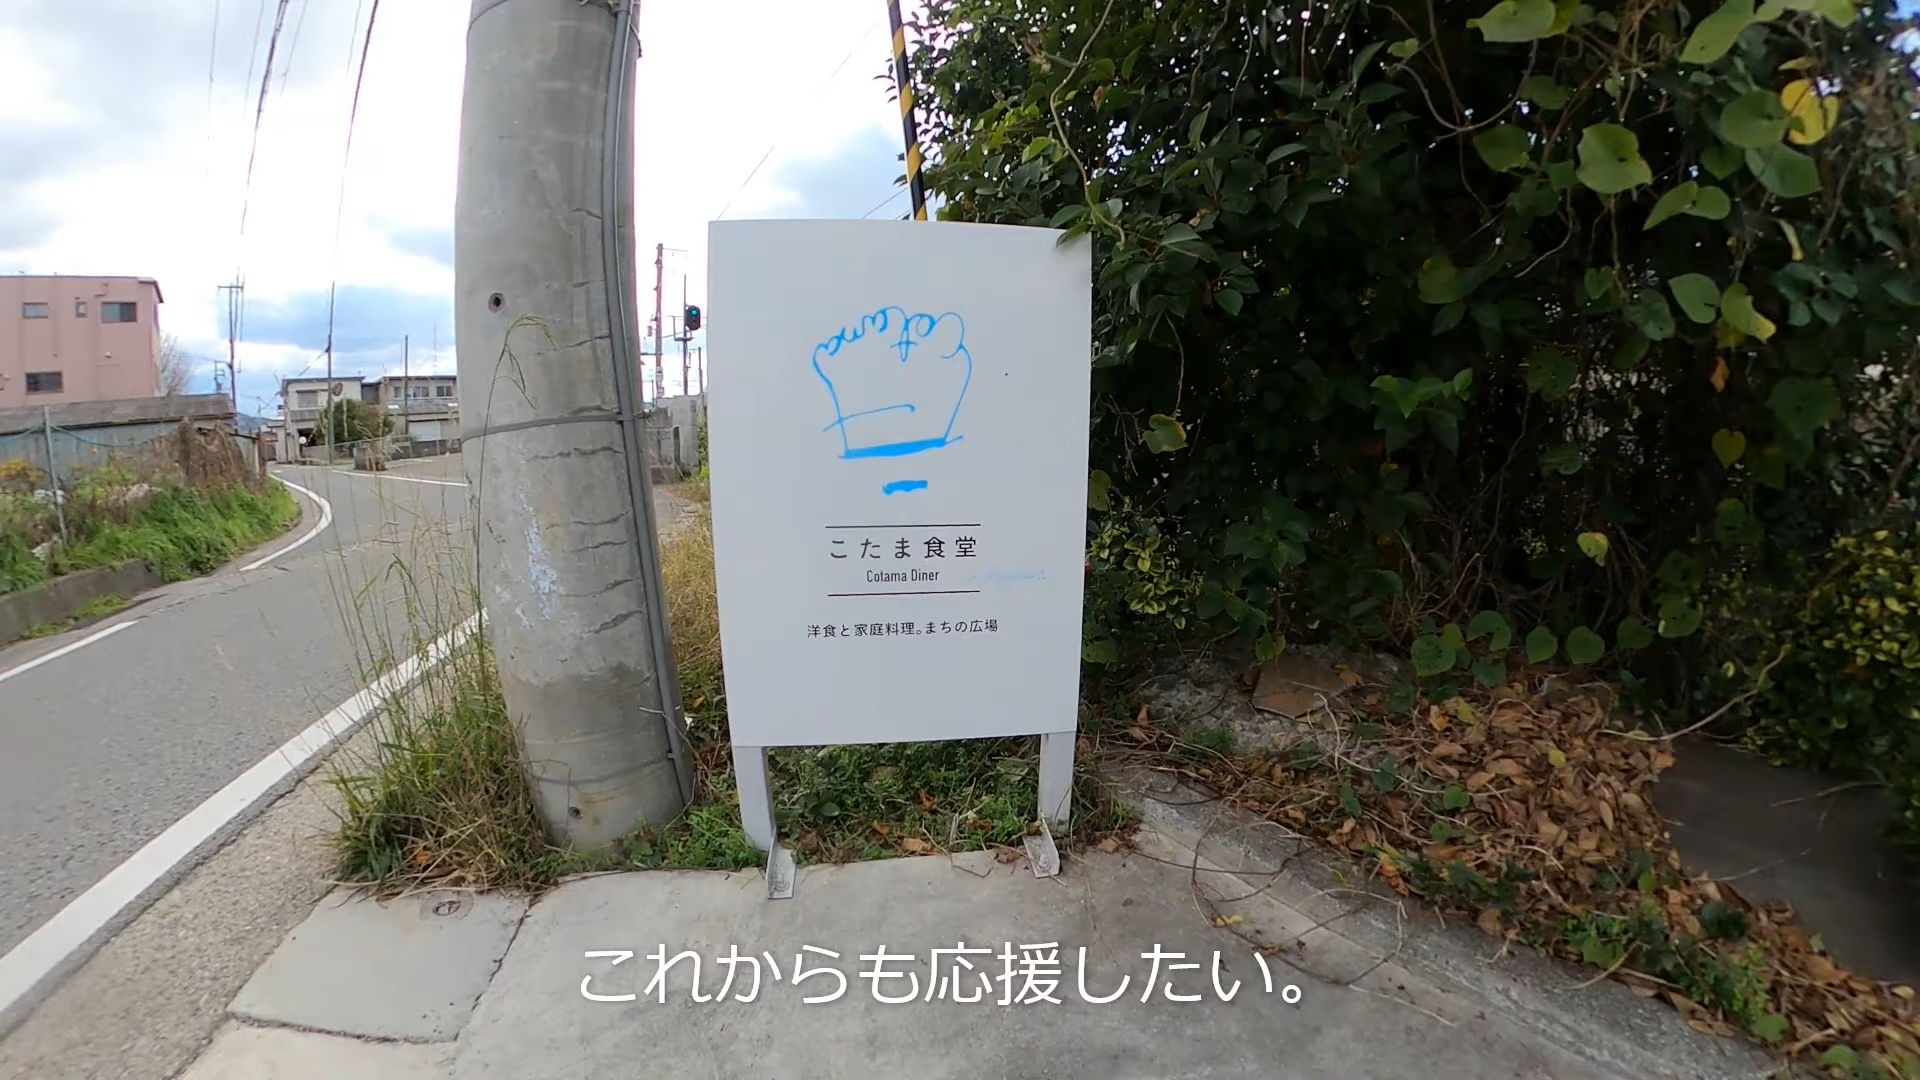 Cotama
こたま食堂
Cotama Diner
洋食と家庭料理。まちの広場
これからも応援したい。